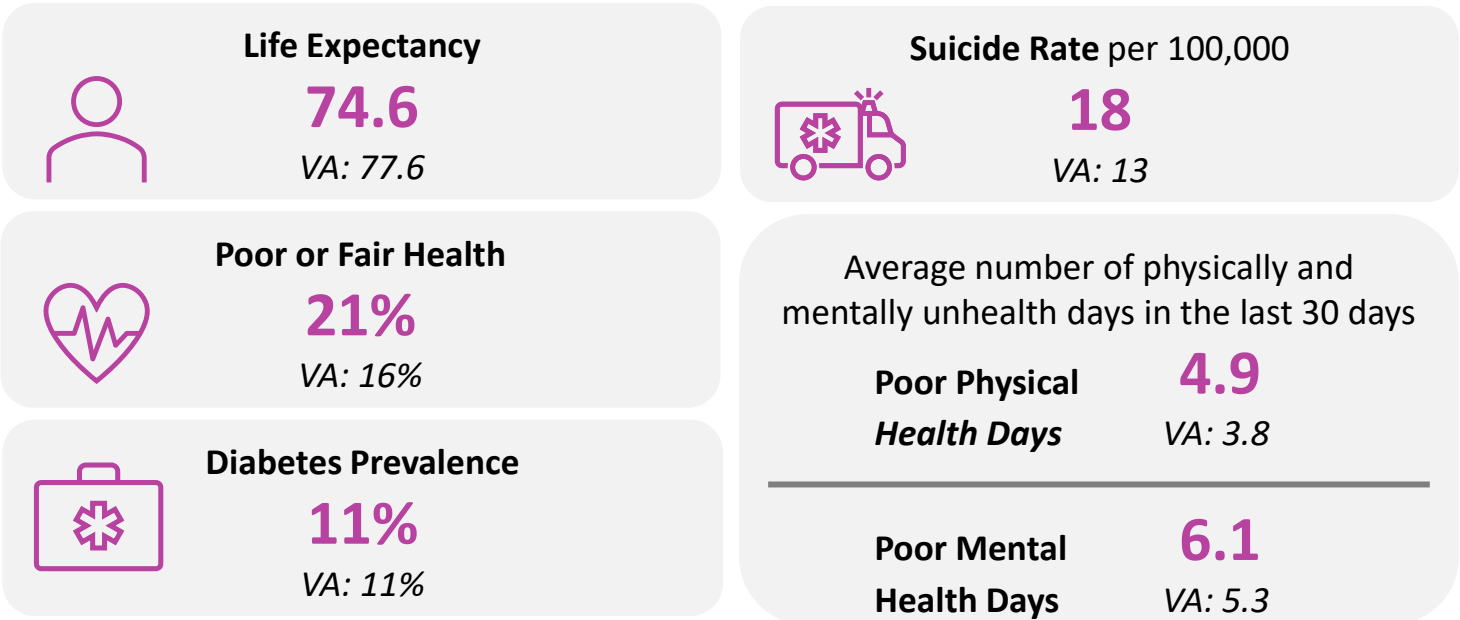 Life Expectancy
74.6
VA: 77.6
Poor or Fair Health
21%
VA: 16%
Diabetes Prevalence
11%
VA: 11%
Suicide Rate per 100,000
18
VA: 13
Average number of physically and
mentally unhealth days in the last 30 days
Poor Physical 4.9
Health Days VA: 3.8
Poor Mental 6.1
Health Days VA: 5.3